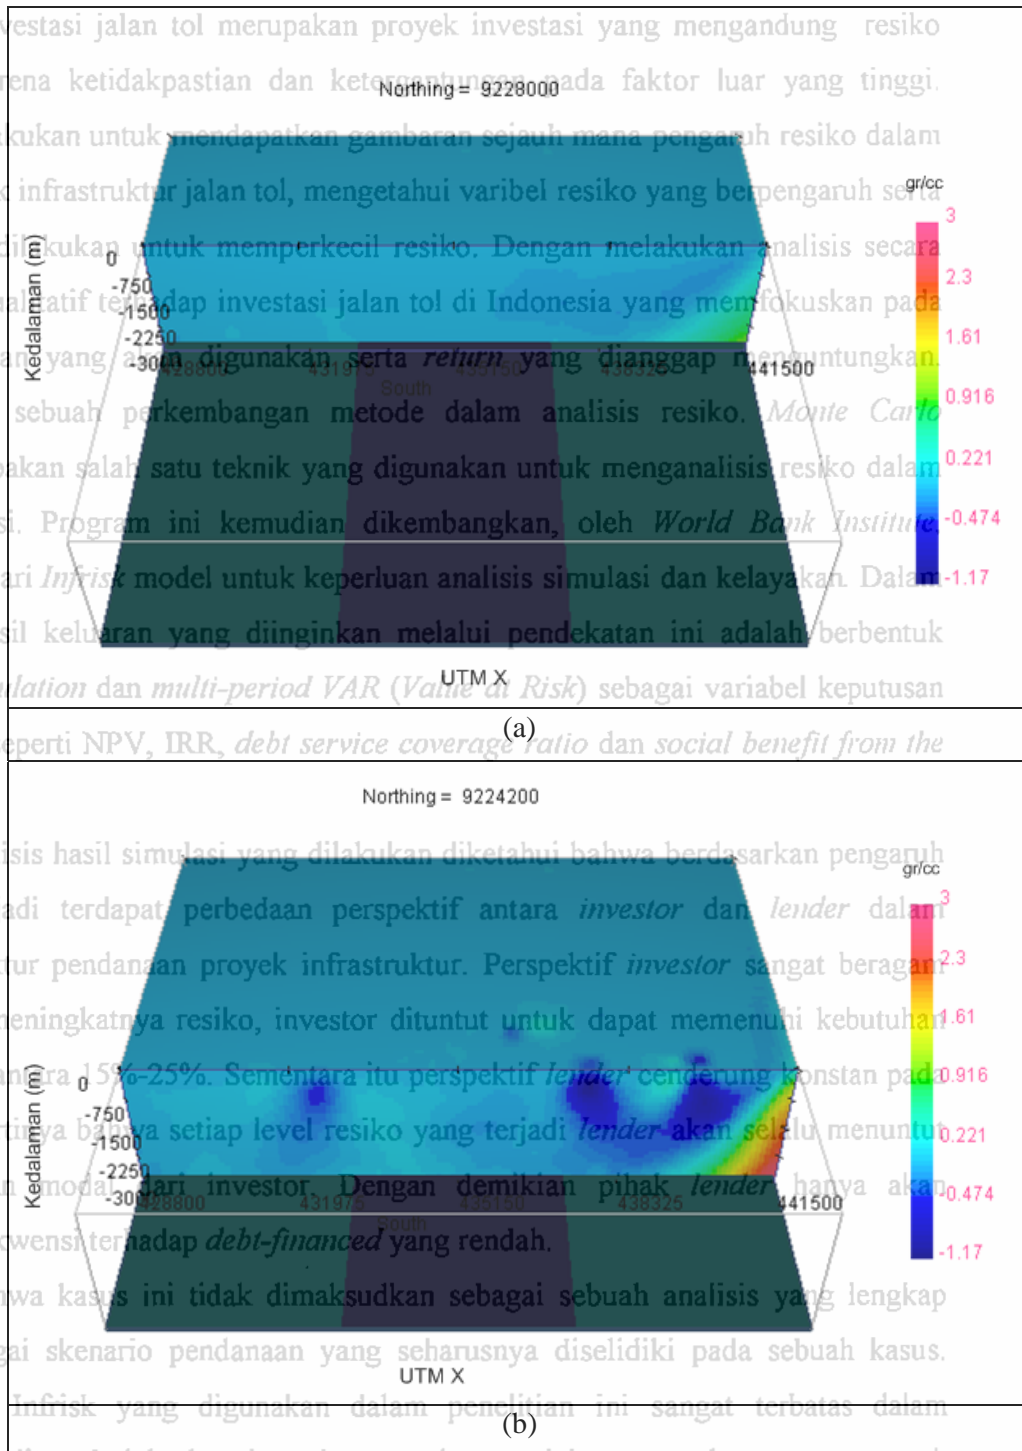 vestasi jalan tol merupakan proyek investasi yang mengandung resiko
rena ketidakpastian dan ketergantungan pada faktor luar yang tinggi.
Northing = 9228000
kukan untuk mendapatkan gambaran sejauh mana pengaruh resiko dalam
k infrastruktur jalan tol, mengetahui varibel resiko yang berpengaruh serta
gr/cc
3
dilakukan untuk memperkecil resiko. Dengan melakukan analisis secara
Kedalaman (m)
0
-750
-1500
-2250
-3000
2.3
ualitatif terhadap investasi jalan tol di Indonesia yang memfokuskan pada
1.61
an yang akan digunakan serta return yang dianggap menguntungkan.
428800 431975 435150 438325 441500
South
0.916
sebuah perkembangan metode dalam analisis resiko. Monte Carlo
0.221
pakan salah satu teknik yang digunakan untuk menganalisis resiko dalam
-0.474
si. Program ini kemudian dikembangkan, oleh World Bank Institute,
-1.17
ari Infrisk model untuk keperluan analisis simulasi dan kelayakan. Dalam
sil keluaran yang diinginkan melalui pendekatan ini adalah berbentuk
UTM X
ulation dan multi-period VAR (Value at Risk) sebagai variabel keputusan
(a)
seperti NPV, IRR, debt service coverage ratio dan social benefit from the
Northing = 9224200
isis hasil simulasi yang dilakukan diketahui bahwa berdasarkan pengaruh
gr/cc
3
adi terdapat perbedaan perspektif antara investor dan lender dalam
2.3
tur pendanaan proyek infrastruktur. Perspektif investor sangat beragam
1.61
meningkatnya resiko, investor dituntut untuk dapat memenuhi kebutuhan
Kedalaman (m)
0
-750
-1500
-2250
-3000
0.916
antara 15%-25%. Sementara itu perspektif lender cenderung konstan pada
0.221
rtinya bahwa setiap level resiko yang terjadi lender akan selalu menuntut
-0.474
n modal dari investor. Dengan demikian pihak lender hanya akan
428800 431975 435150 438325 441500
South
-1.17
kwensi terhadap debt-financed yang rendah.
wa kasus ini tidak dimaksudkan sebagai sebuah analisis yang lengkap
gai skenario pendanaan yang seharusnya diselidiki pada sebuah kasus.
UTM X
Infrisk yang digunakan dalam penelitian ini sangat terbatas dalam
(b)